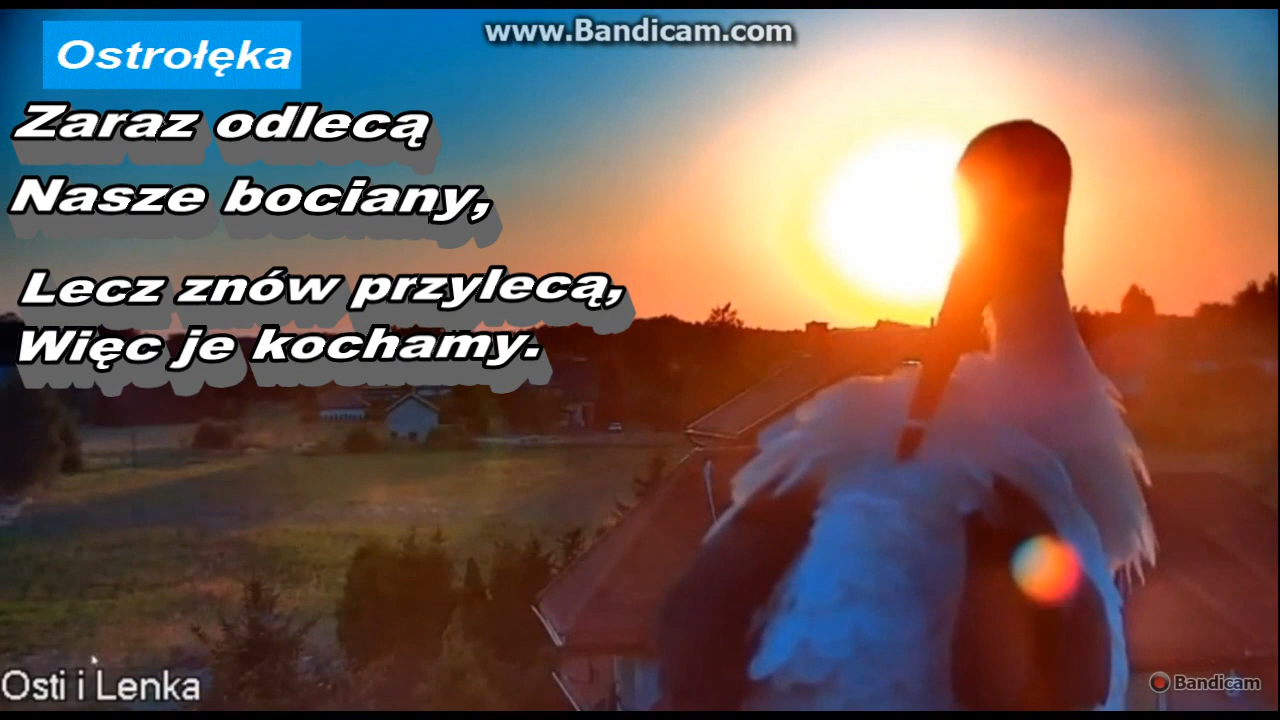 www.Bandicam.com
Ostrołęka
Zaraz odlecą
Nasze bociany,
Lecz znów przylecą,
Więc je kochamy.
Osti i Lenka
Bandicam